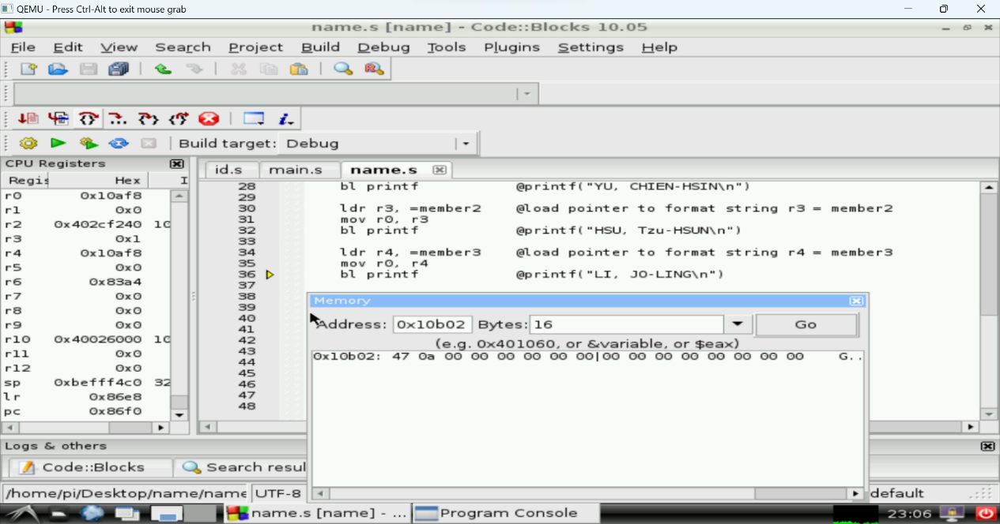 QEMU - Press Ctrl-Alt to exit mouse grab
name.s [name] - Code::Blocks 10.05
File Edit View Search Project Build Debug Tools Plugins Settings Help
Build target: Debug
CPU Registers
Regis Hex I
r0 0x10af8
r1 0x0
r2 0x402cf240 10
r3 0x1
r4 0x10af8
r5 0x0
r6 0x83a4
r7 0x0
r8 0x0
r9 0x0
r10 0x40026000 10
r11 0x0
r12 0x0
sp 0xbefff4c0 32
lr 0x86e8
pc 0x86f0
id.s main.s name.s
28 bl printf @printf("YU, CHIEN-HSIN\n")
29
30 ldr r3, =member2 @load pointer to format string r3 = member2
31 mov r0, r3
32 bl printf @printf("HSU, Tzu-HSUN\n")
33
34 ldr r4, =member3 @load pointer to format string r4 = member3
35 mov r0, r4
36 bl printf @printf("LI, JO-LING\n")
37
38
39
40
41
42
43
44
45
46
47
48
Memory
Address: 0x10b02 Bytes: 16 Go
(e.g. 0x401060, or &variable, or $eax)
0x10b02: 47 0a 00 00 00 00 00 00|00 00 00 00 00 00 00 00 G..
Logs & others
Code::Blocks Search resul
/home/pi/Desktop/name/name UTF-8 default
name.s [name] - ... Program Console 23:06